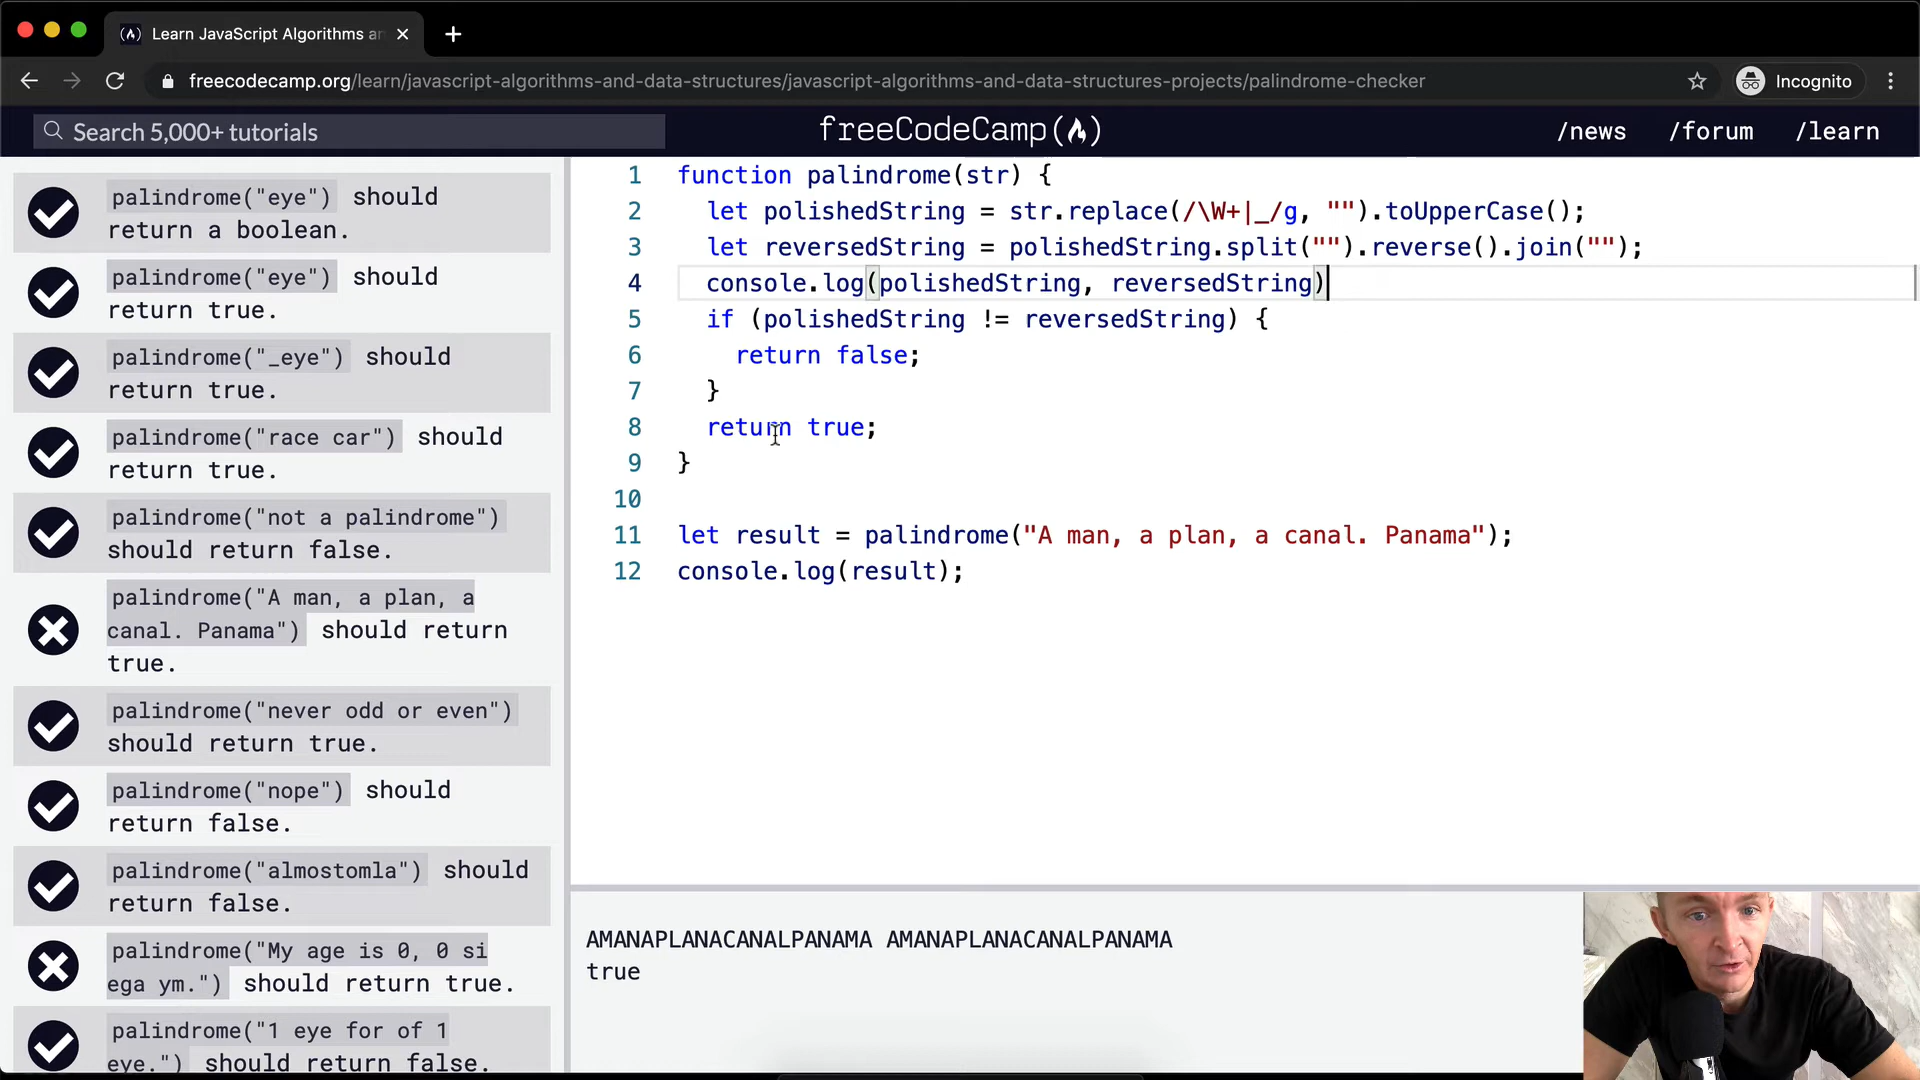 Learn JavaScript Algorithms an
freecodecamp.org/learn/javascript-algorithms-and-data-structures/javascript-algorithms-and-data-structures-projects/palindrome-checker
Incognito
Search 5,000+ tutorials
freeCodeCamp
/news
/forum
/learn
palindrome("eye") should
return a boolean.
palindrome("eye") should
return true.
palindrome("_eye") should
return true.
palindrome("race car") should
return true.
palindrome("not a palindrome")
should return false.
palindrome("A man, a plan, a
canal. Panama") should return
true.
palindrome("never odd or even")
should return true.
palindrome("nope") should
return false.
palindrome("almostomla") should
return false.
palindrome("My age is 0, 0 si
ega ym.") should return true.
palindrome("1 eye for of 1
eye.") should return false.
1 function palindrome(str) {
2 let polishedString = str.replace(/\W+|_/g, "").toUpperCase();
3 let reversedString = polishedString.split("").reverse().join("");
4 console.log(polishedString, reversedString)
5 if (polishedString != reversedString) {
6 return false;
7 }
8 return true;
9 }
10
11 let result = palindrome("A man, a plan, a canal. Panama");
12 console.log(result);
AMANAPLANACANALPANAMA AMANAPLANACANALPANAMA
true